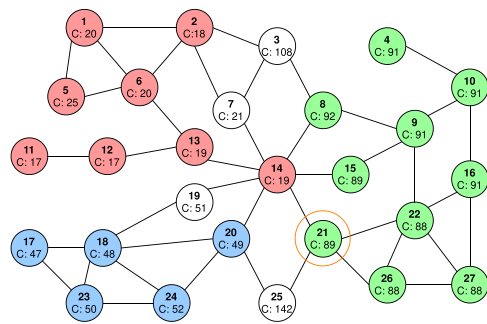 1
C: 20
2
C:18
3
C: 108
4
C: 91
5
C: 25
6
C: 20
7
C: 21
8
C: 92
9
C: 91
10
C: 91
11
C: 17
12
C: 17
13
C: 19
14
C: 19
15
C: 89
16
C: 91
17
C: 47
18
C: 48
19
C: 51
20
C: 49
21
C: 89
22
C: 88
23
C: 50
24
C: 52
25
C: 142
26
C: 88
27
C: 88